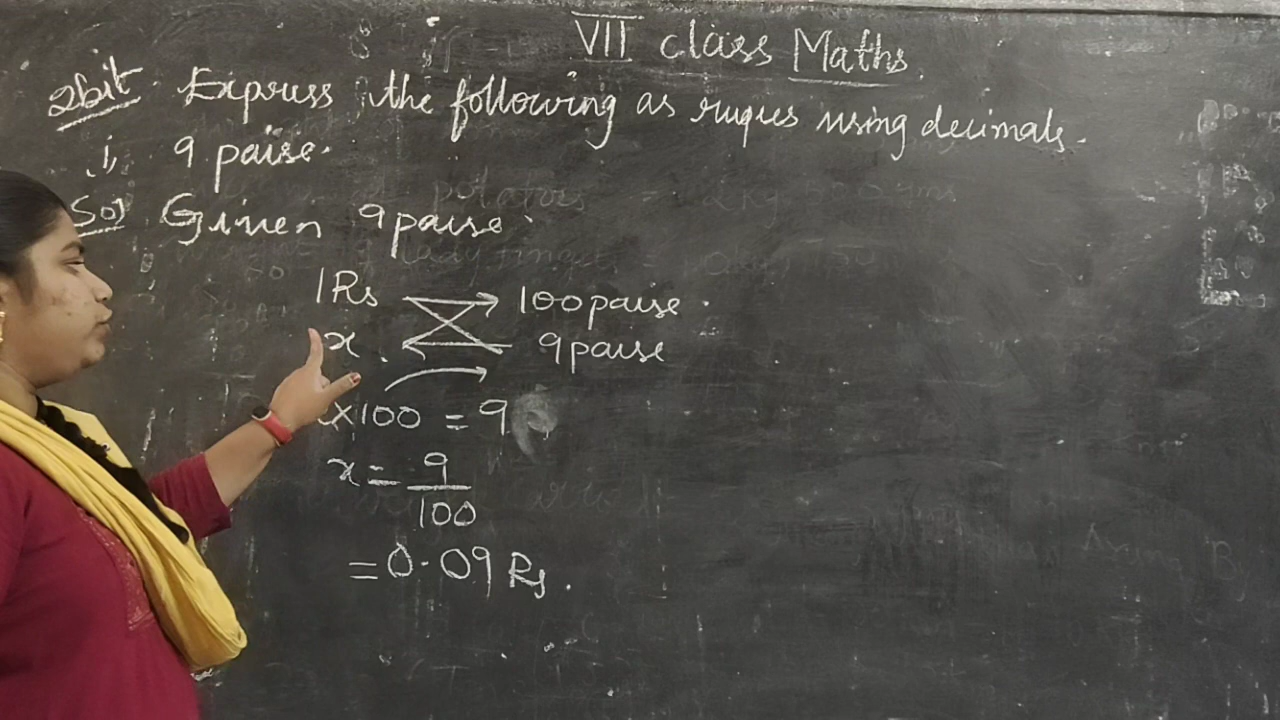 VII class Maths.
2bit. Express the following as rupees using decimals.
i, 9 paise.
Sol Given 9 paise.
1Rs 100 paise.
x. 9 paise
x100 = 9
x = 9/100
= 0.09 Rs.